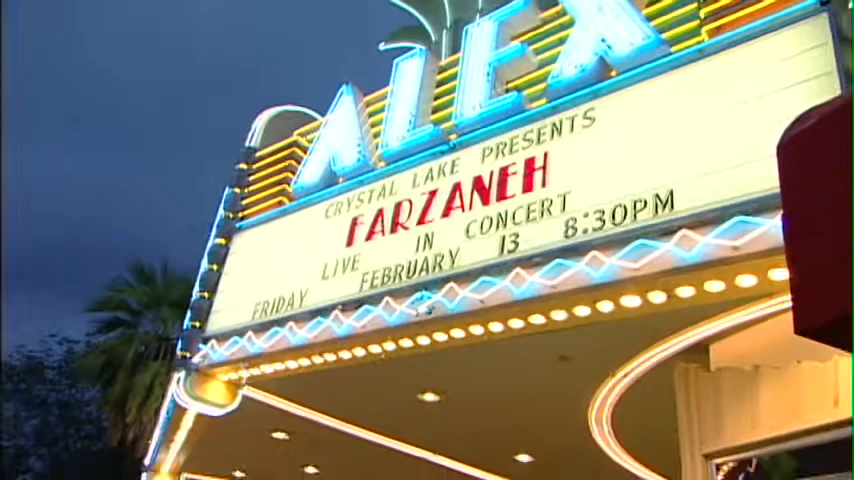 ALEX
CRYSTAL LAKE PRESENTS
FARZANEH
LIVE IN CONCERT
FRIDAY FEBRUARY 13 8:30PM